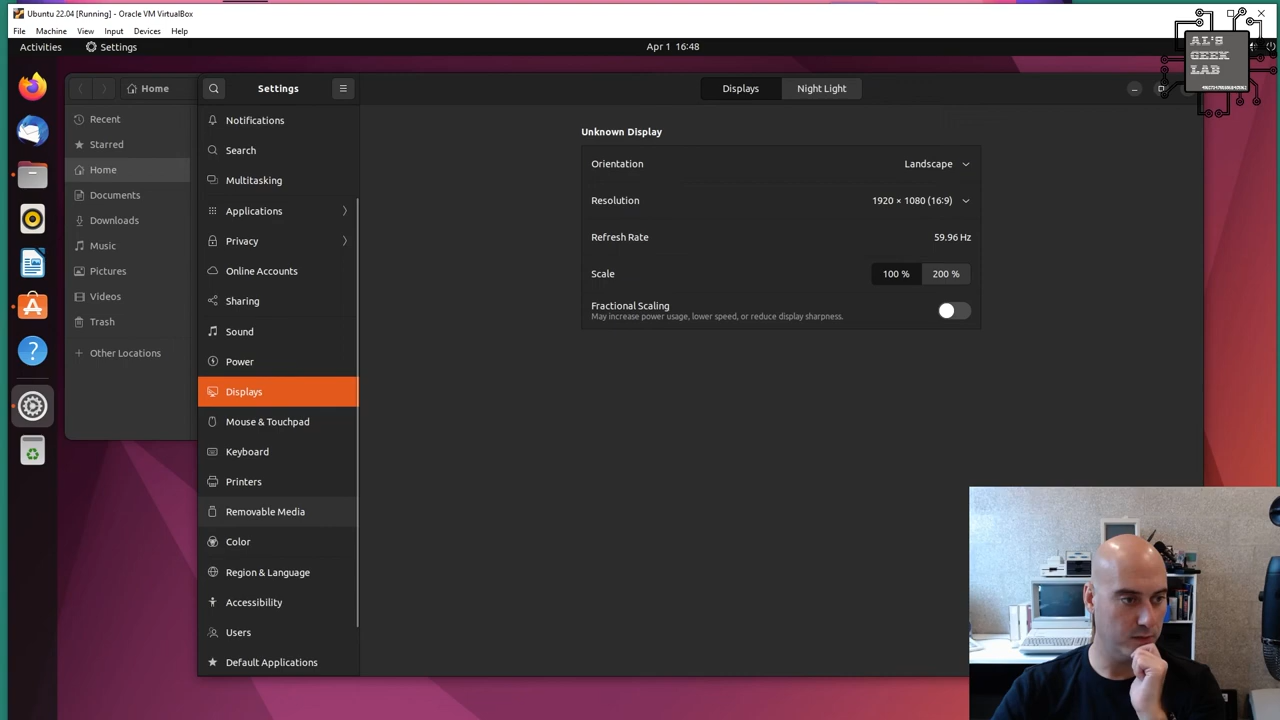 Ubuntu 22.04 [Running] - Oracle VM VirtualBox
File Machine View Input Devices Help
Activities Settings Apr 1 16:48
AL'S
GEEK
LAB
Home
Recent
Starred
Home
Documents
Downloads
Music
Pictures
Videos
Trash
Other Locations
Settings
Notifications
Search
Multitasking
Applications
Privacy
Online Accounts
Sharing
Sound
Power
Displays
Mouse & Touchpad
Keyboard
Printers
Removable Media
Color
Region & Language
Accessibility
Users
Default Applications
Displays Night Light
Unknown Display
Orientation Landscape
Resolution 1920 × 1080 (16:9)
Refresh Rate 59.96 Hz
Scale 100 % 200 %
Fractional Scaling
May increase power usage, lower speed, or reduce display sharpness.